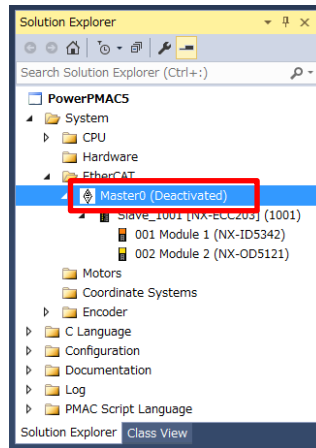 Solution Explorer
Search Solution Explorer (Ctrl+:)
PowerPMAC5
System
CPU
Hardware
EtherCAT
Master0 (Deactivated)
Slave_1001 [NX-ECC203] (1001)
001 Module 1 (NX-ID5342)
002 Module 2 (NX-OD5121)
Motors
Coordinate Systems
Encoder
C Language
Configuration
Documentation
Log
PMAC Script Language
Solution Explorer Class View